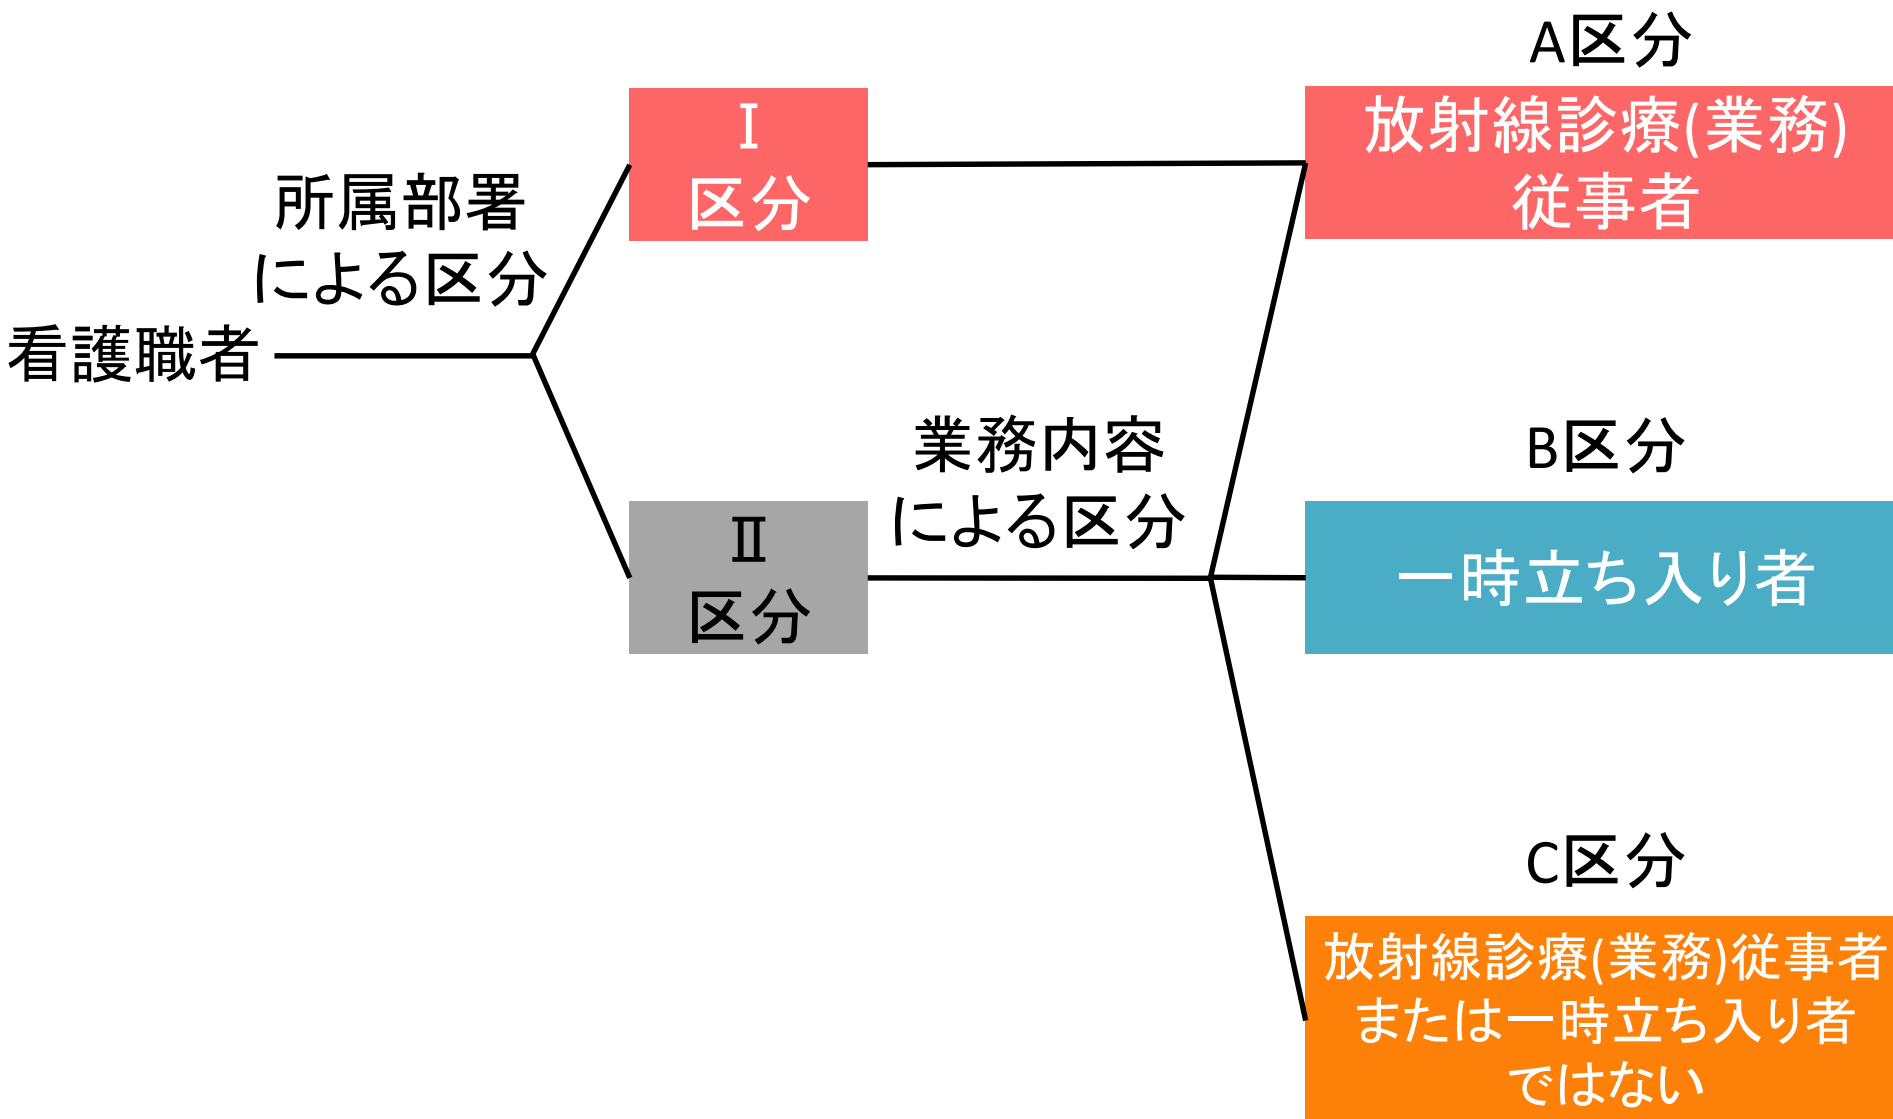 看護職者
所属部署
による区分
Ⅰ
区分
Ⅱ
区分
業務内容
による区分
A区分
放射線診療(業務)
従事者
B区分
一時立ち入り者
C区分
放射線診療(業務)従事者
または一時立ち入り者
ではない